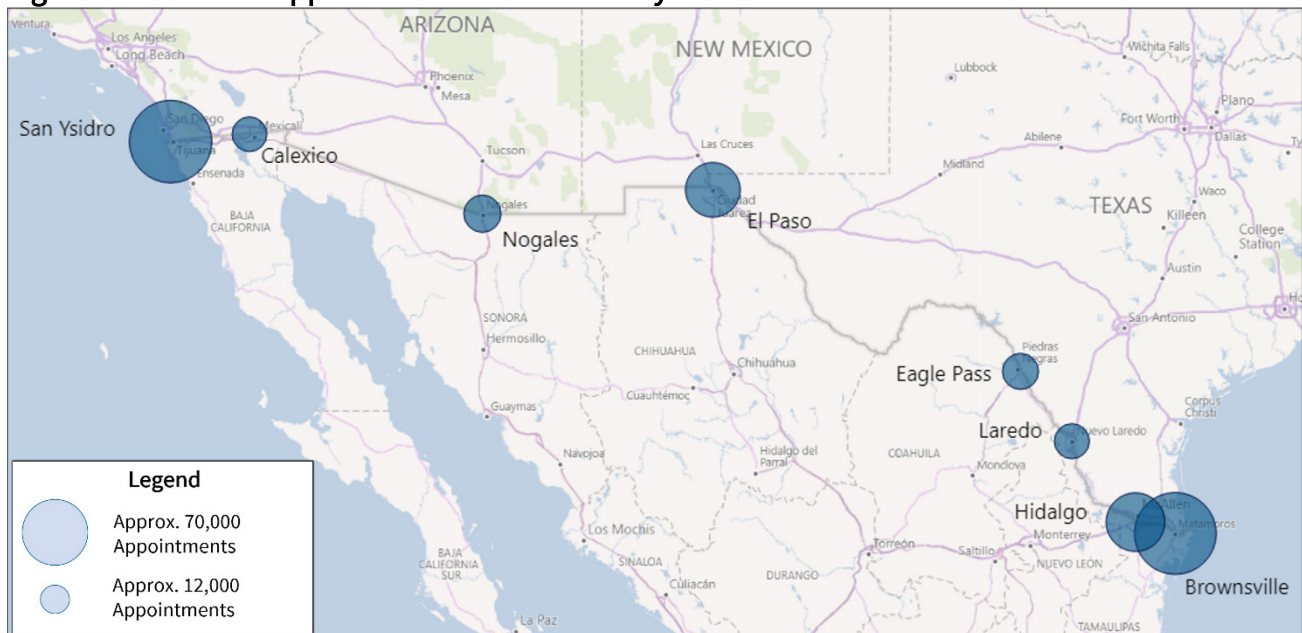 ARIZONA
NEW MEXICO
Ventura
Los Angeles
Long Beach
Phoenix
Mesa
Lubbock
Wichita Falls
Plano
Fort Worth
Dallas
San Ysidro
San Diego
Mexicali
Tijuana
Calexico
Ensenada
Tucson
Las Cruces
Midland
Abilene
Waco
BAJA
CALIFORNIA
Nogales
Nogales
Ciudad
Juárez
El Paso
TEXAS
Killeen
College
Station
Austin
San Antonio
SONORA
Hermosillo
CHIHUAHUA
Chihuahua
Cuauhtémoc
Piedras
Negras
Eagle Pass
Guaymas
Corpus
Christi
Laredo
Nuevo Laredo
Navojoa
Hidalgo del
Parral
COAHUILA
Monclova
Legend
Approx. 70,000
Appointments
Approx. 12,000
Appointments
Hidalgo
McAllen
Matamoros
Los Mochis
Monterrey
BAJA
CALIFORNIA
SUR
SINALOA
Torreón
Saltillo
NUEVO LEÓN
Culiacán
DURANGO
Brownsville
La Paz
TAMAULIPAS